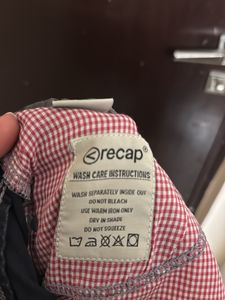 recap®
WASH CARE INSTRUCTIONS
WASH SEPARATELY INSIDE OUT
DO NOT BLEACH
USE WARM IRON ONLY
DRY IN SHADE
DO NOT SQUEEZE